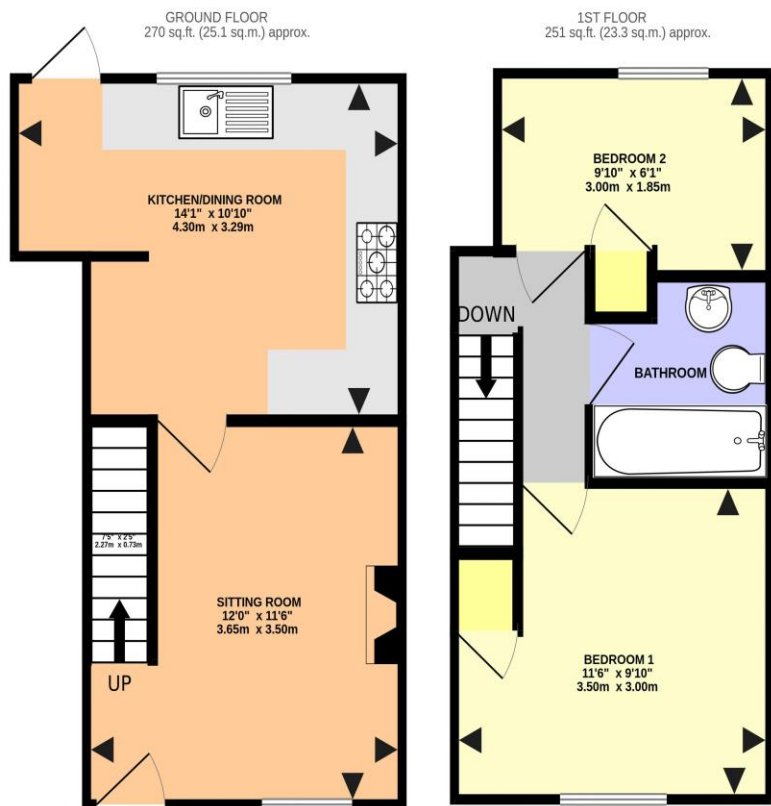 GROUND FLOOR
270 sq.ft. (25.1 sq.m.) approx.
KITCHEN/DINING ROOM
14'1" x 10'10"
4.30m x 3.29m
7'5" x 2'5"
2.27m x 0.73m
SITTING ROOM
12'0" x 11'6"
3.65m x 3.50m
UP
1ST FLOOR
251 sq.ft. (23.3 sq.m.) approx.
BEDROOM 2
9'10" x 6'1"
3.00m x 1.85m
DOWN
BATHROOM
BEDROOM 1
11'6" x 9'10"
3.50m x 3.00m